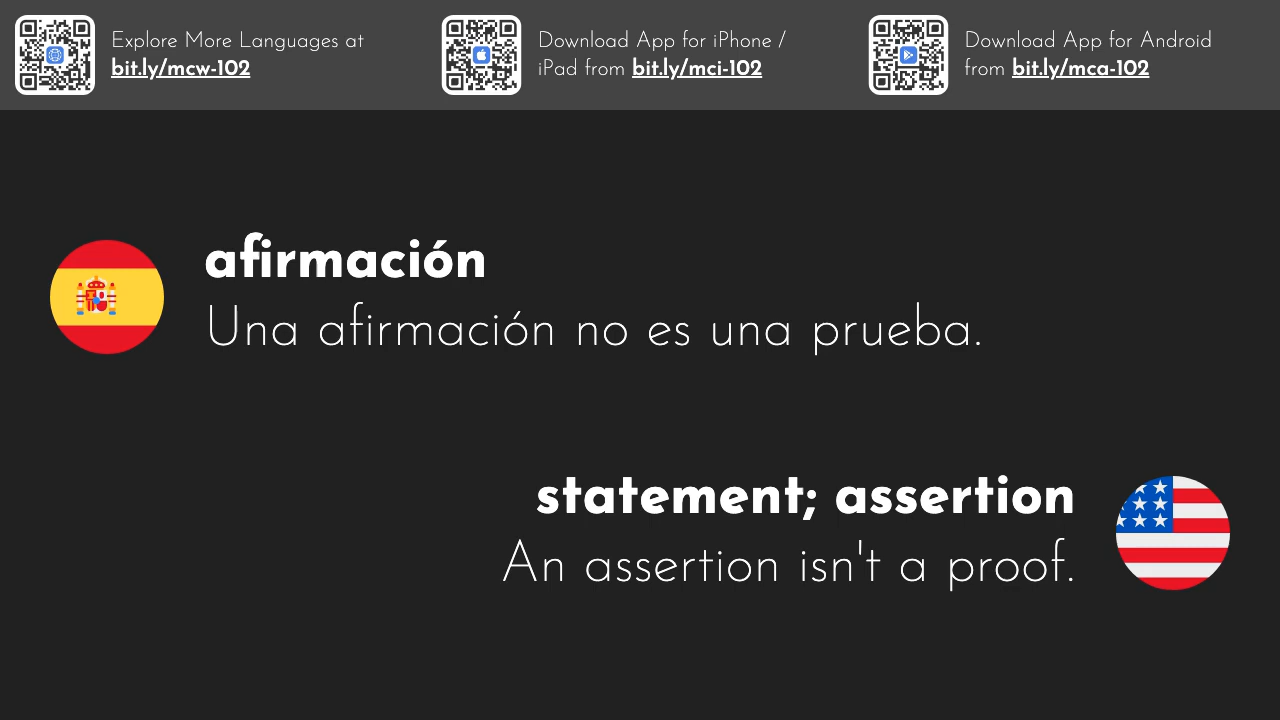 Explore More Languages at
bit.ly/mcw-102
Download App for iPhone /
iPad from bit.ly/mci-102
Download App for Android
from bit.ly/mca-102
afirmación
Una afirmación no es una prueba.
statement; assertion
An assertion isn't a proof.